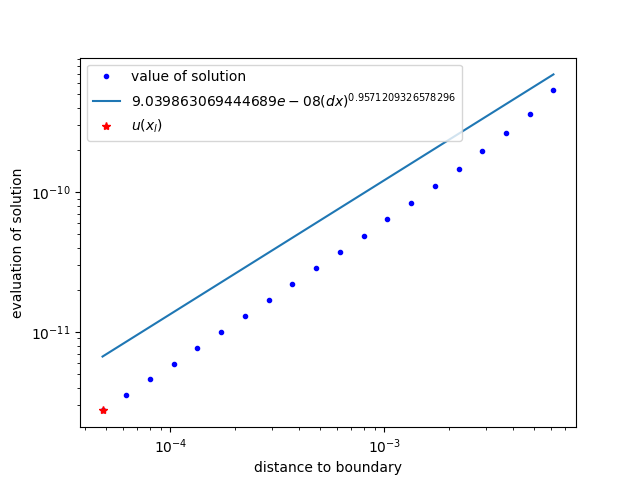 value of solution
9.039863069444689e − 08(dx)^0.9571209326578296
u(x_l)
evaluation of solution
10^−10
10^−11
10^−4
10^−3
distance to boundary